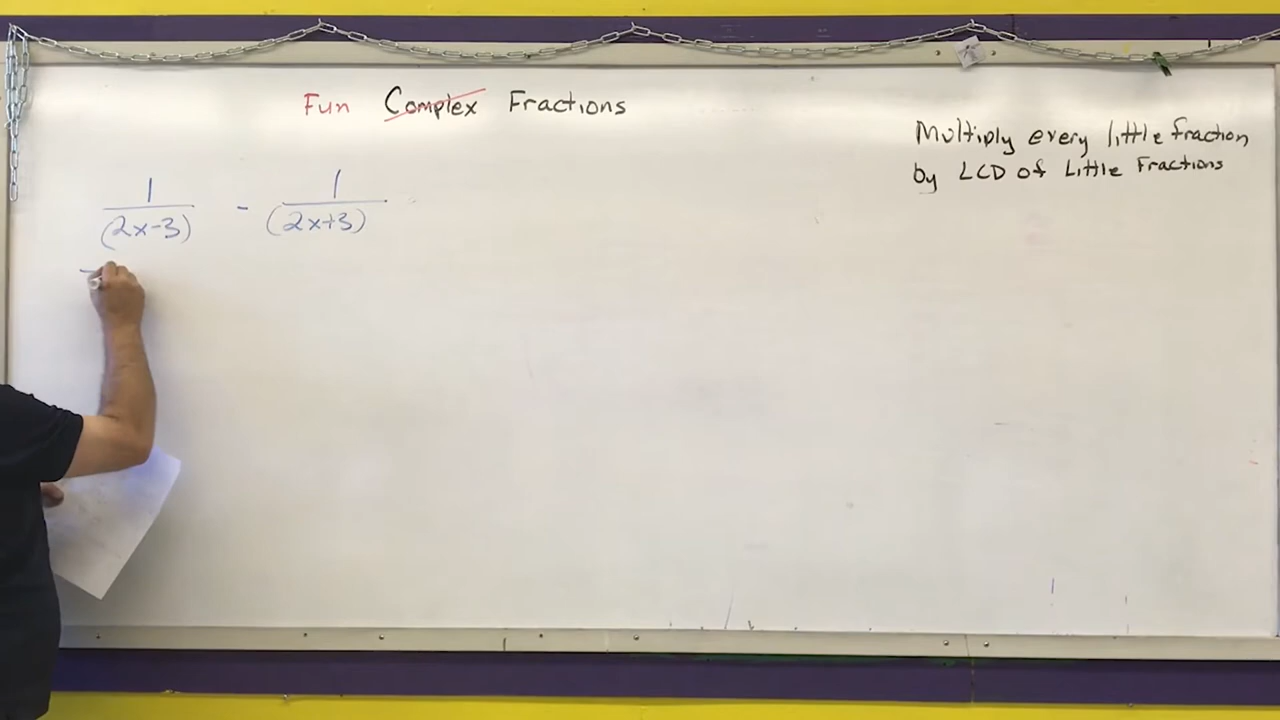 Fun Complex Fractions
Multiply every little fraction
by LCD of Little Fractions
1/(2x-3) - 1/(2x+3)